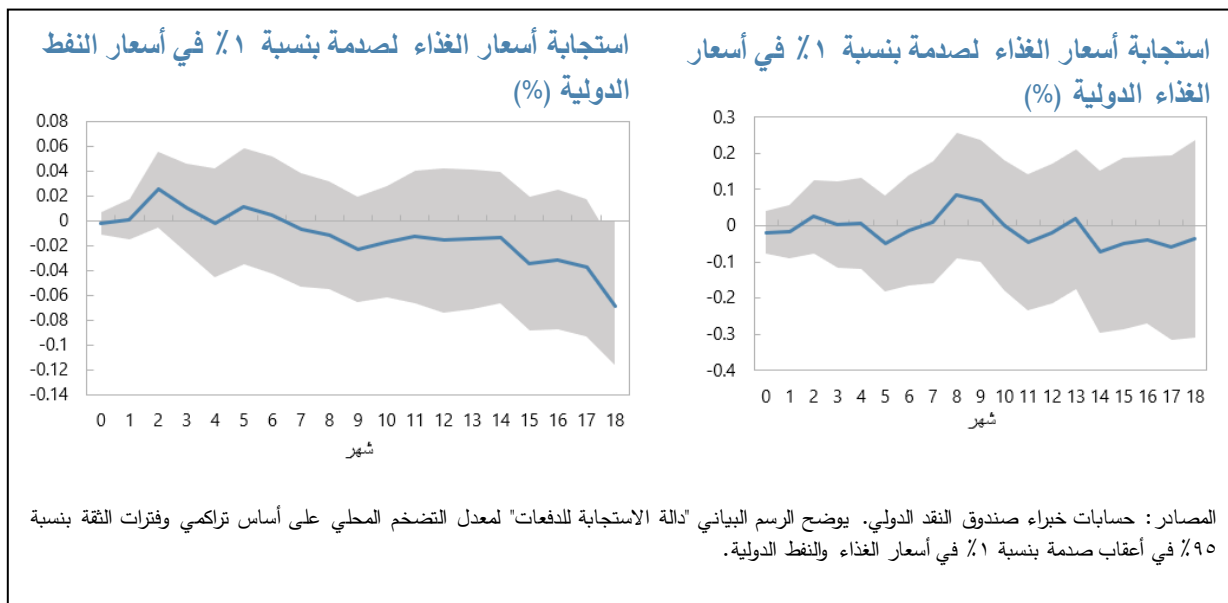 استجابة أسعار الغذاء لصدمة بنسبة ١٪ في أسعار
الغذاء الدولية (%)
0.3
0.2
0.1
0
-0.1
-0.2
-0.3
-0.4
0 1 2 3 4 5 6 7 8 9 10 11 12 13 14 15 16 17 18
شهر
استجابة أسعار الغذاء لصدمة بنسبة ١٪ في أسعار النفط
الدولية (%)
0.08
0.06
0.04
0.02
0
-0.02
-0.04
-0.06
-0.08
-0.1
-0.12
-0.14
0 1 2 3 4 5 6 7 8 9 10 11 12 13 14 15 16 17 18
شهر
المصادر: حسابات خبراء صندوق النقد الدولي. يوضح الرسم البياني "دالة الاستجابة للدفعات" لمعدل التضخم المحلي على أساس تراكمي وفترات الثقة بنسبة
٩٥٪ في أعقاب صدمة بنسبة ١٪ في أسعار الغذاء والنفط الدولية.